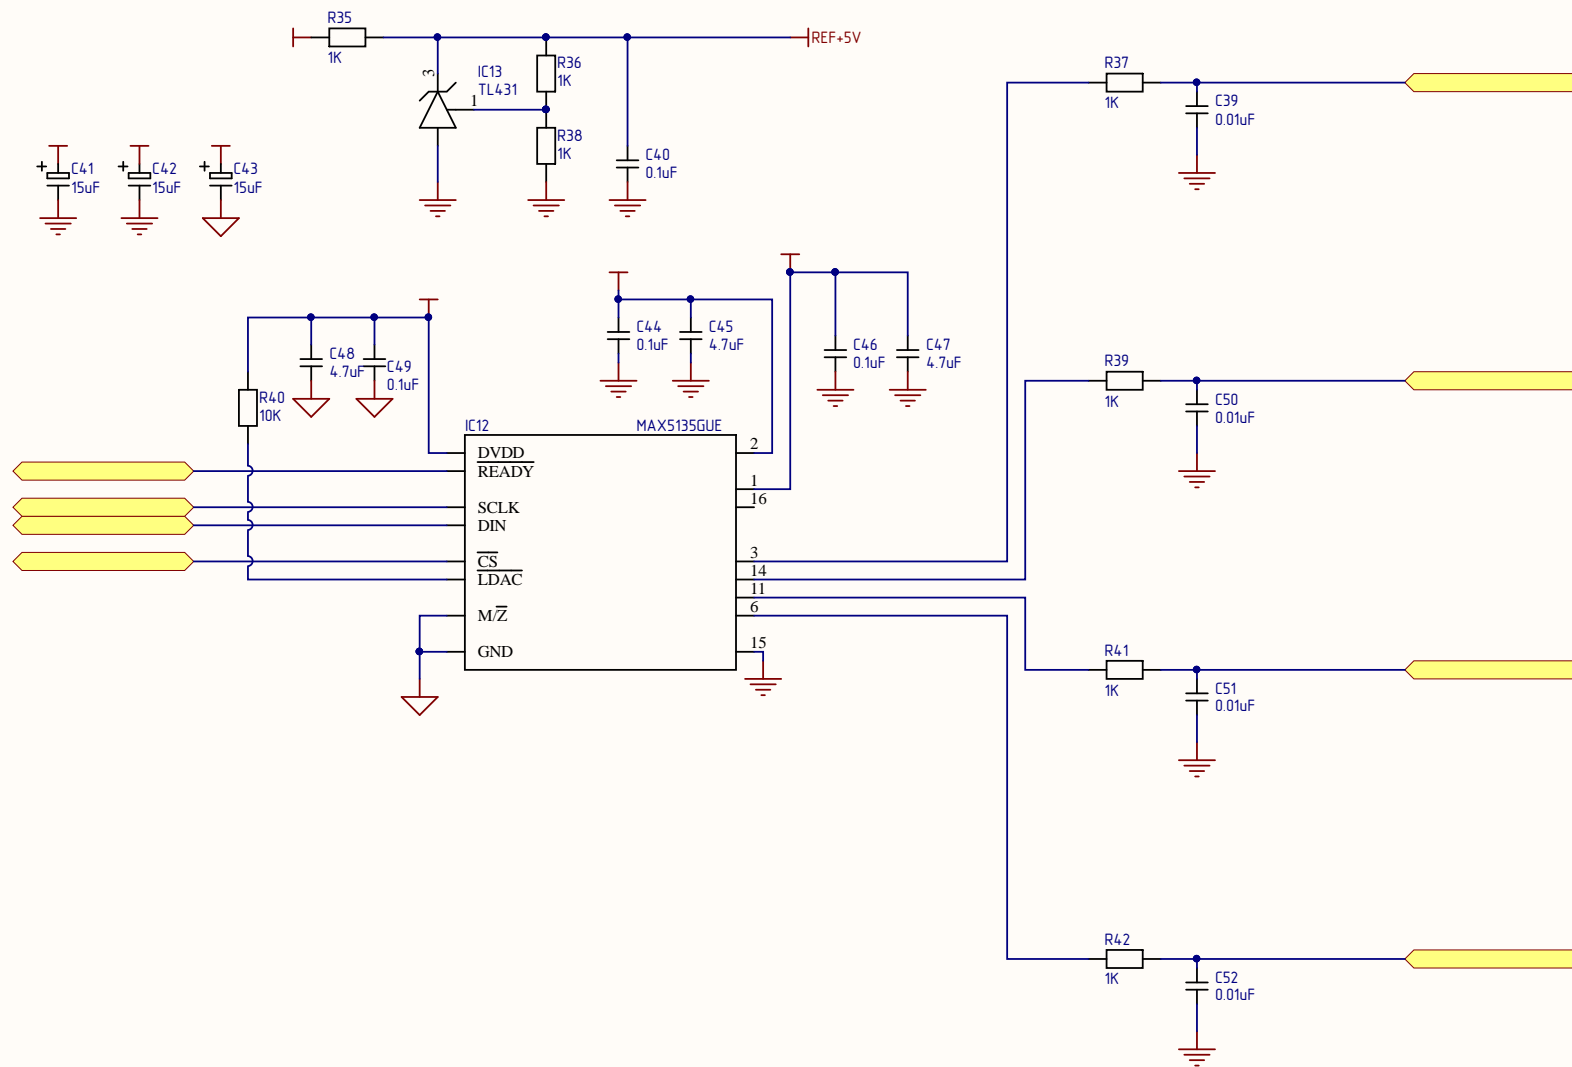 R35
1K
REF+5V
3
IC13
TL431
1
R36
1K
R38
1K
C40
0.1uF
R37
1K
C39
0.01uF
+
C41
15uF
+
C42
15uF
+
C43
15uF
C44
0.1uF
C45
4.7uF
C46
0.1uF
C47
4.7uF
C48
4.7uF
C49
0.1uF
R40
10K
R39
1K
C50
0.01uF
IC12
MAX5135GUE
DVDD
READY
SCLK
DIN
CS
LDAC
M/Z
GND
2
1
16
3
14
11
6
15
R41
1K
C51
0.01uF
R42
1K
C52
0.01uF